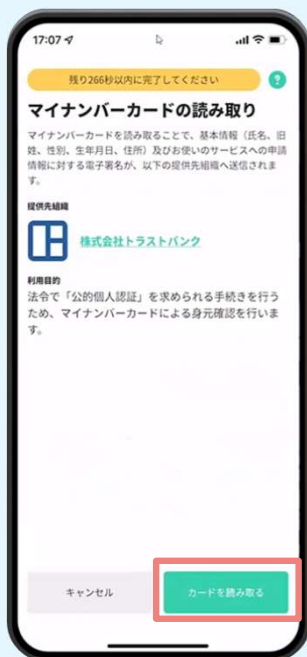 17:07
残り266秒以内に完了してください
?
マイナンバーカードの読み取り
マイナンバーカードを読み取ることで、基本情報（氏名、旧
姓、性別、生年月日、住所）及びお使いのサービスへの申請
情報に対する電子署名が、以下の提供先組織へ送信されま
す。
提供先組織
株式会社トラストバンク
利用目的
法令で「公的個人認証」を求められる手続きを行う
ため、マイナンバーカードによる身元確認を行いま
す。
キャンセル
カードを読み取る